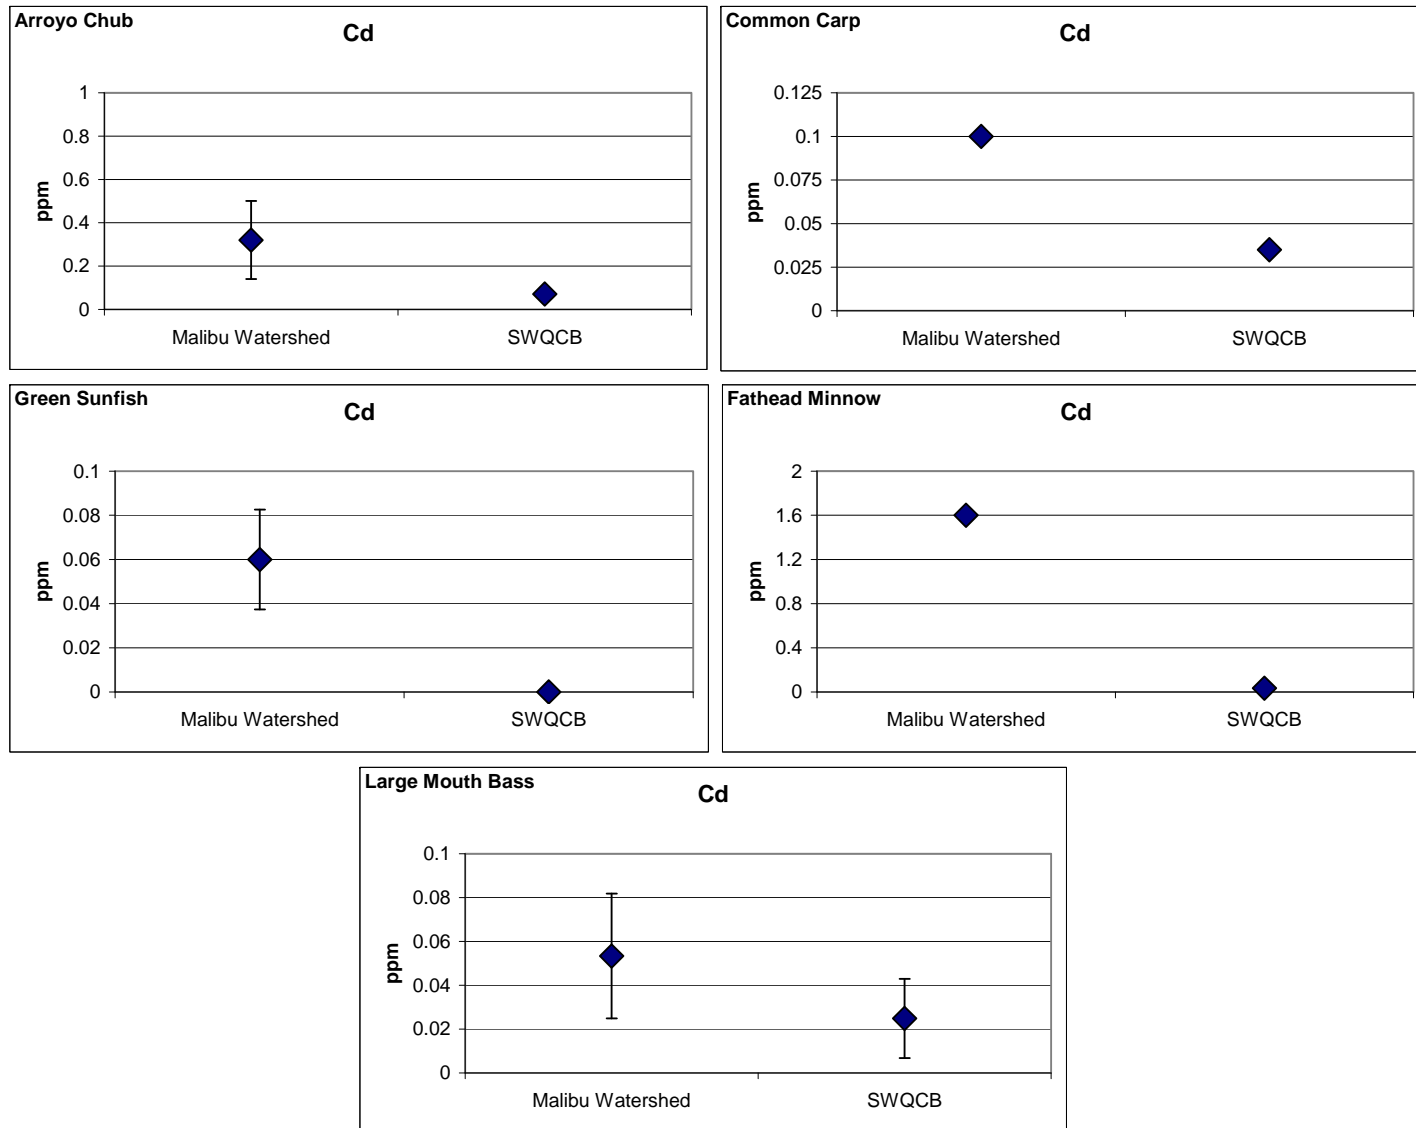 Arroyo Chub
Cd
1
0.8
0.6
0.4
0.2
0
ppm
Malibu Watershed
SWQCB
Common Carp
Cd
0.125
0.1
0.075
0.05
0.025
0
ppm
Malibu Watershed
SWQCB
Green Sunfish
Cd
0.1
0.08
0.06
0.04
0.02
0
ppm
Malibu Watershed
SWQCB
Fathead Minnow
Cd
2
1.6
1.2
0.8
0.4
0
ppm
Malibu Watershed
SWQCB
Large Mouth Bass
Cd
0.1
0.08
0.06
0.04
0.02
0
ppm
Malibu Watershed
SWQCB